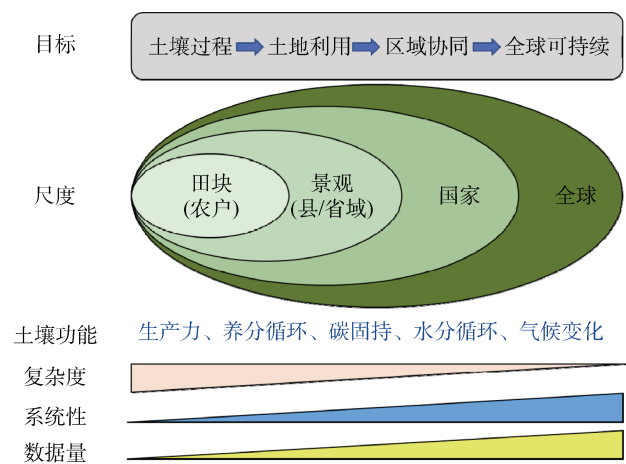 目标
土壤过程 土地利用 区域协同 全球可持续
尺度
田块
(农户)
景观
(县/省域)
国家
全球
土壤功能
生产力、养分循环、碳固持、水分循环、气候变化
复杂度
系统性
数据量